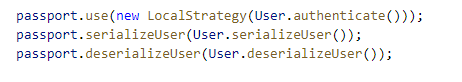 passport.use(new LocalStrategy(User.authenticate()));
passport.serializeUser(User.serializeUser());
passport.deserializeUser(User.deserializeUser());